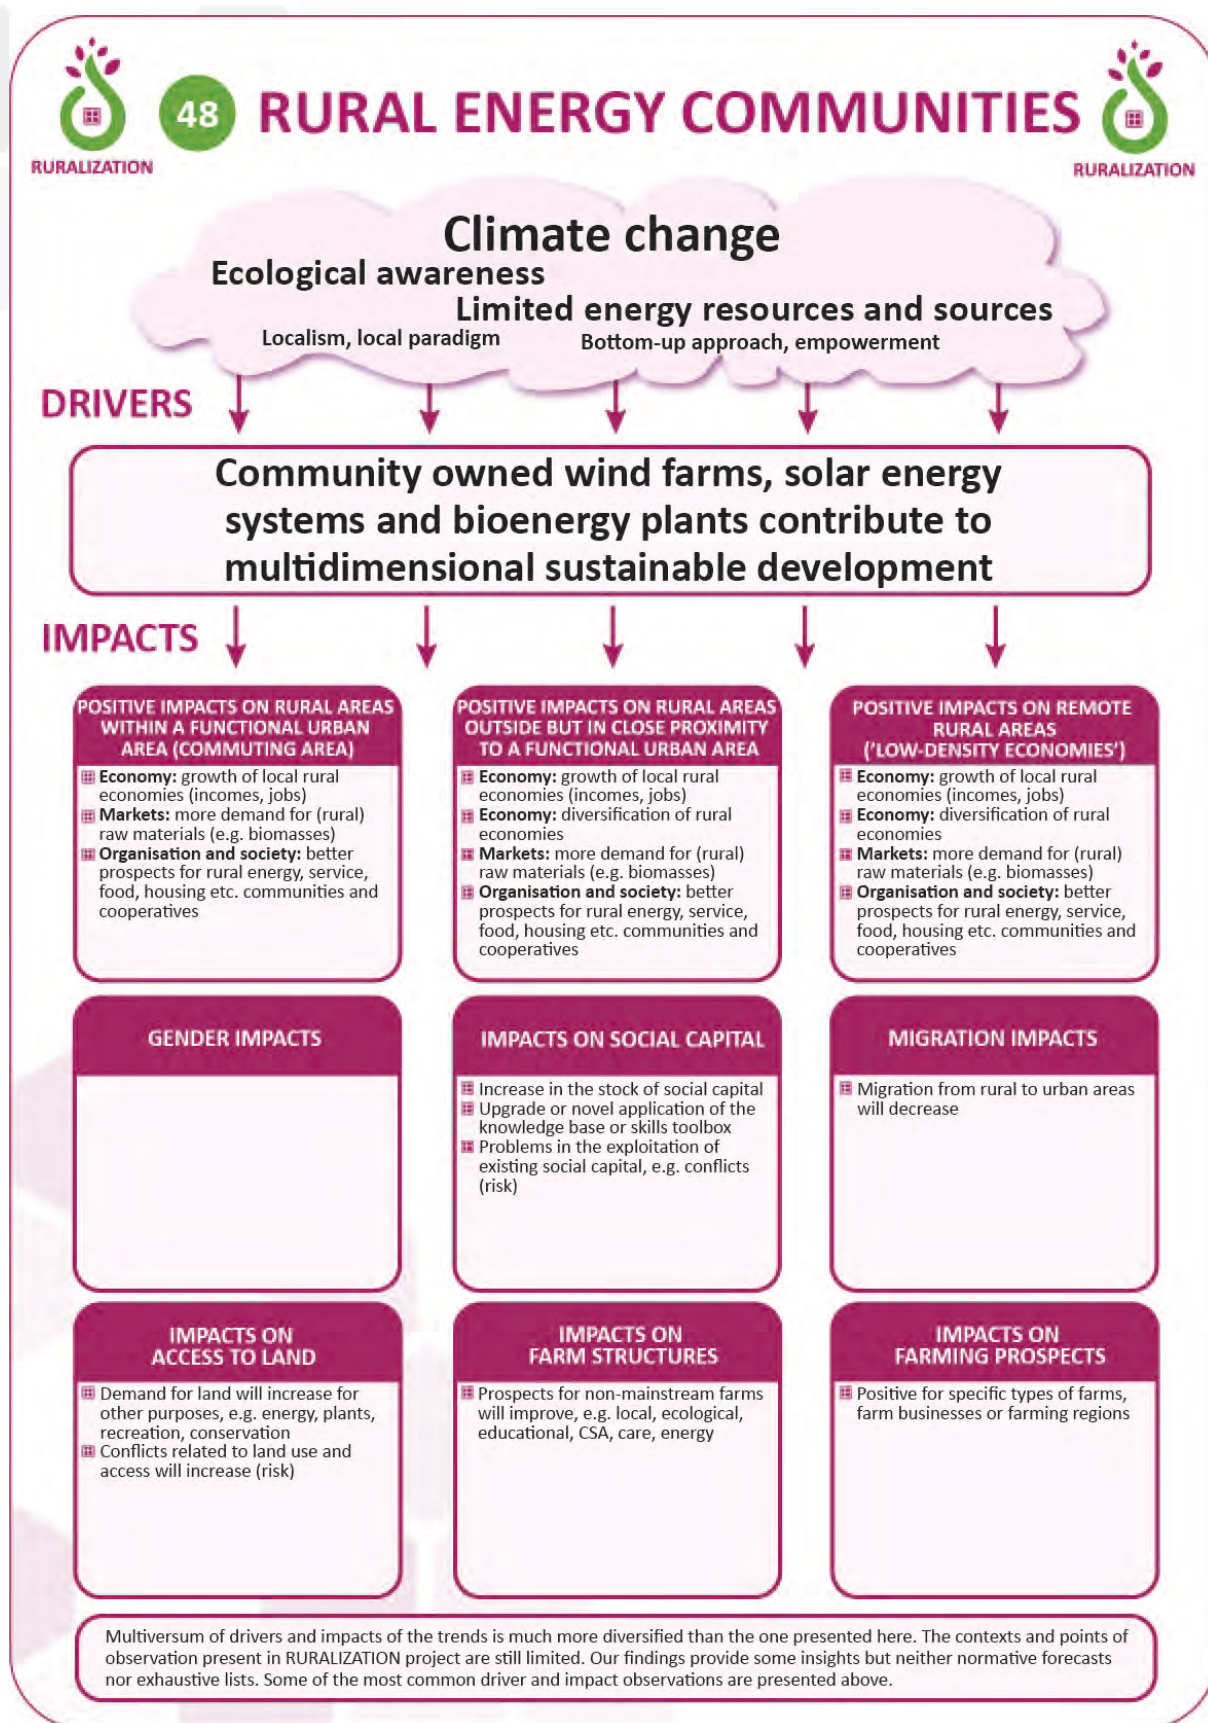 RURALIZATION
48 RURAL ENERGY COMMUNITIES
RURALIZATION
Climate change
Ecological awareness
Limited energy resources and sources
Localism, local paradigm
Bottom-up approach, empowerment
DRIVERS
Community owned wind farms, solar energy
systems and bioenergy plants contribute to
multidimensional sustainable development
IMPACTS
POSITIVE IMPACTS ON RURAL AREAS
WITHIN A FUNCTIONAL URBAN
AREA (COMMUTING AREA)
Economy: growth of local rural
economies (incomes, jobs)
Markets: more demand for (rural)
raw materials (e.g. biomasses)
Organisation and society: better
prospects for rural energy, service,
food, housing etc. communities and
cooperatives
POSITIVE IMPACTS ON RURAL AREAS
OUTSIDE BUT IN CLOSE PROXIMITY
TO A FUNCTIONAL URBAN AREA
Economy: growth of local rural
economies (incomes, jobs)
Economy: diversification of rural
economies
Markets: more demand for (rural)
raw materials (e.g. biomasses)
Organisation and society: better
prospects for rural energy, service,
food, housing etc. communities and
cooperatives
POSITIVE IMPACTS ON REMOTE
RURAL AREAS
('LOW-DENSITY ECONOMIES')
Economy: growth of local rural
economies (incomes, jobs)
Economy: diversification of rural
economies
Markets: more demand for (rural)
raw materials (e.g. biomasses)
Organisation and society: better
prospects for rural energy, service,
food, housing etc. communities and
cooperatives
GENDER IMPACTS
IMPACTS ON SOCIAL CAPITAL
Increase in the stock of social capital
Upgrade or novel application of the
knowledge base or skills toolbox
Problems in the exploitation of
existing social capital, e.g. conflicts
(risk)
MIGRATION IMPACTS
Migration from rural to urban areas
will decrease
IMPACTS ON
ACCESS TO LAND
Demand for land will increase for
other purposes, e.g. energy, plants,
recreation, conservation
Conflicts related to land use and
access will increase (risk)
IMPACTS ON
FARM STRUCTURES
Prospects for non-mainstream farms
will improve, e.g. local, ecological,
educational, CSA, care, energy
IMPACTS ON
FARMING PROSPECTS
Positive for specific types of farms,
farm businesses or farming regions
Multiversum of drivers and impacts of the trends is much more diversified than the one presented here. The contexts and points of
observation present in RURALIZATION project are still limited. Our findings provide some insights but neither normative forecasts
nor exhaustive lists. Some of the most common driver and impact observations are presented above.